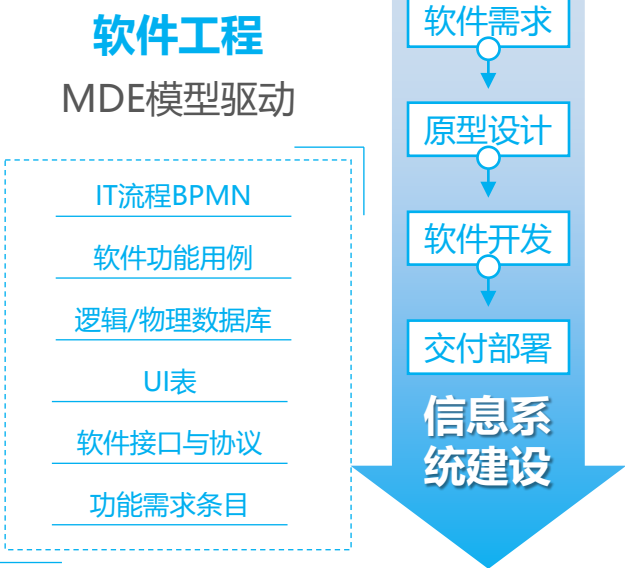 软件工程
MDE模型驱动
IT流程BPMN
软件功能用例
逻辑/物理数据库
UI表
软件接口与协议
功能需求条目
软件需求
原型设计
软件开发
交付部署
信息系
统建设